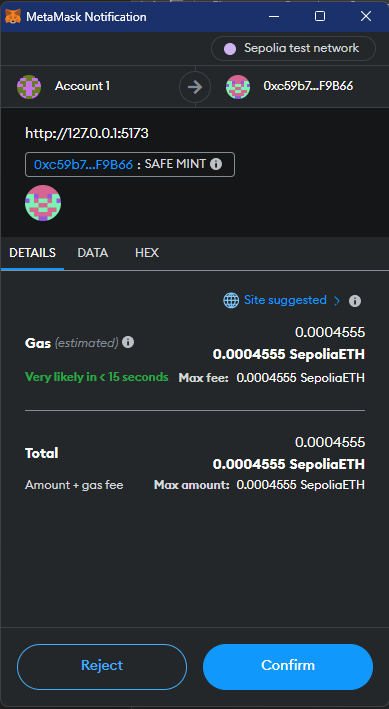 MetaMask Notification
Sepolia test network
Account 1
0xc59b7...F9B66
http://127.0.0.1:5173
0xc59b7...F9B66 : SAFE MINT
DETAILS DATA HEX
Site suggested
0.0004555
Gas (estimated) 0.0004555 SepoliaETH
Very likely in < 15 seconds Max fee: 0.0004555 SepoliaETH
0.0004555
Total 0.0004555 SepoliaETH
Amount + gas fee Max amount: 0.0004555 SepoliaETH
Reject Confirm